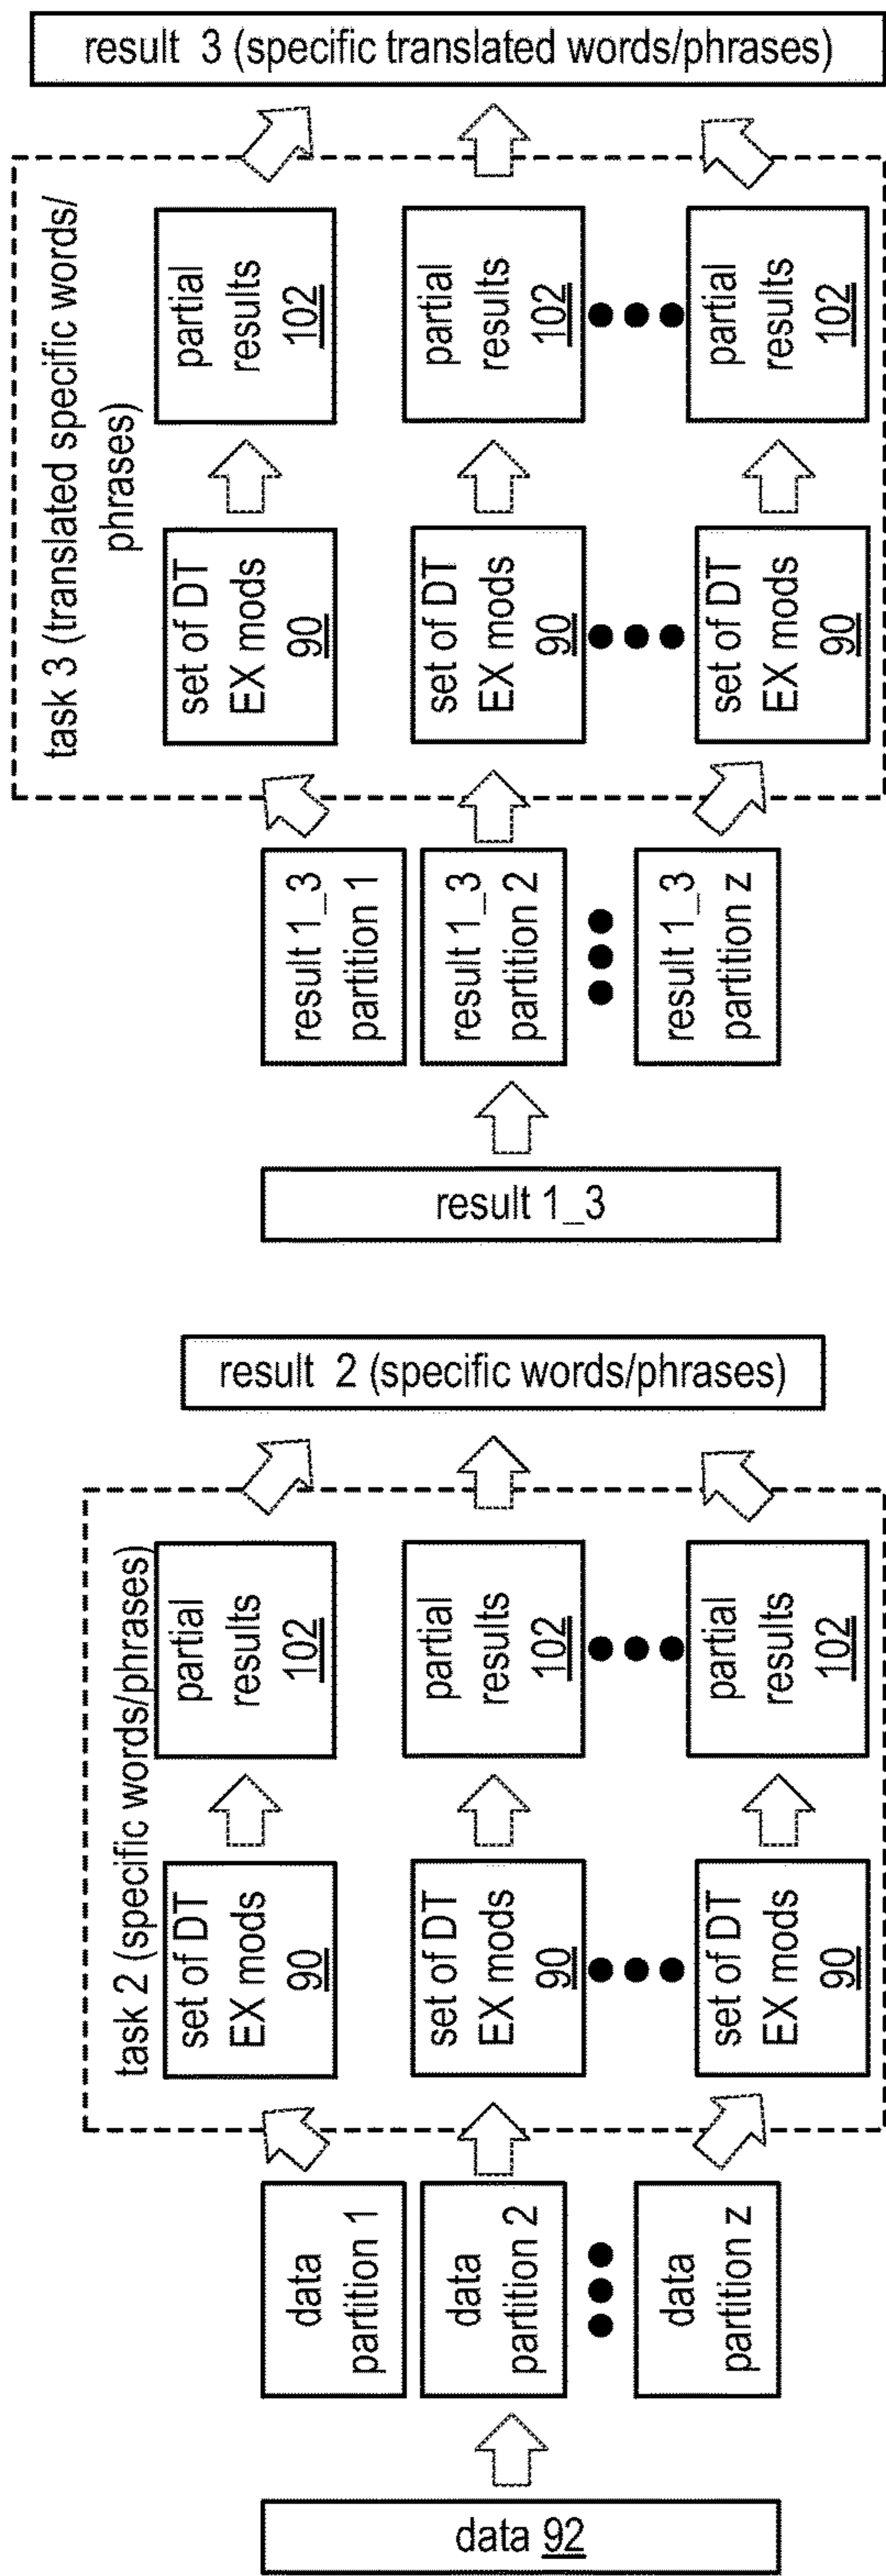 data 92
data
partition 1
data
partition 2
data
partition z
task 2 (specific words/phrases)
set of DT
EX mods
90
set of DT
EX mods
90
set of DT
EX mods
90
partial
results
102
partial
results
102
partial
results
102
result 2 (specific words/phrases)
result 1_3
result 1_3
partition 1
result 1_3
partition 2
result 1_3
partition z
task 3 (translated specific words/
phrases)
set of DT
EX mods
90
set of DT
EX mods
90
set of DT
EX mods
90
partial
results
102
partial
results
102
partial
results
102
result 3 (specific translated words/phrases)